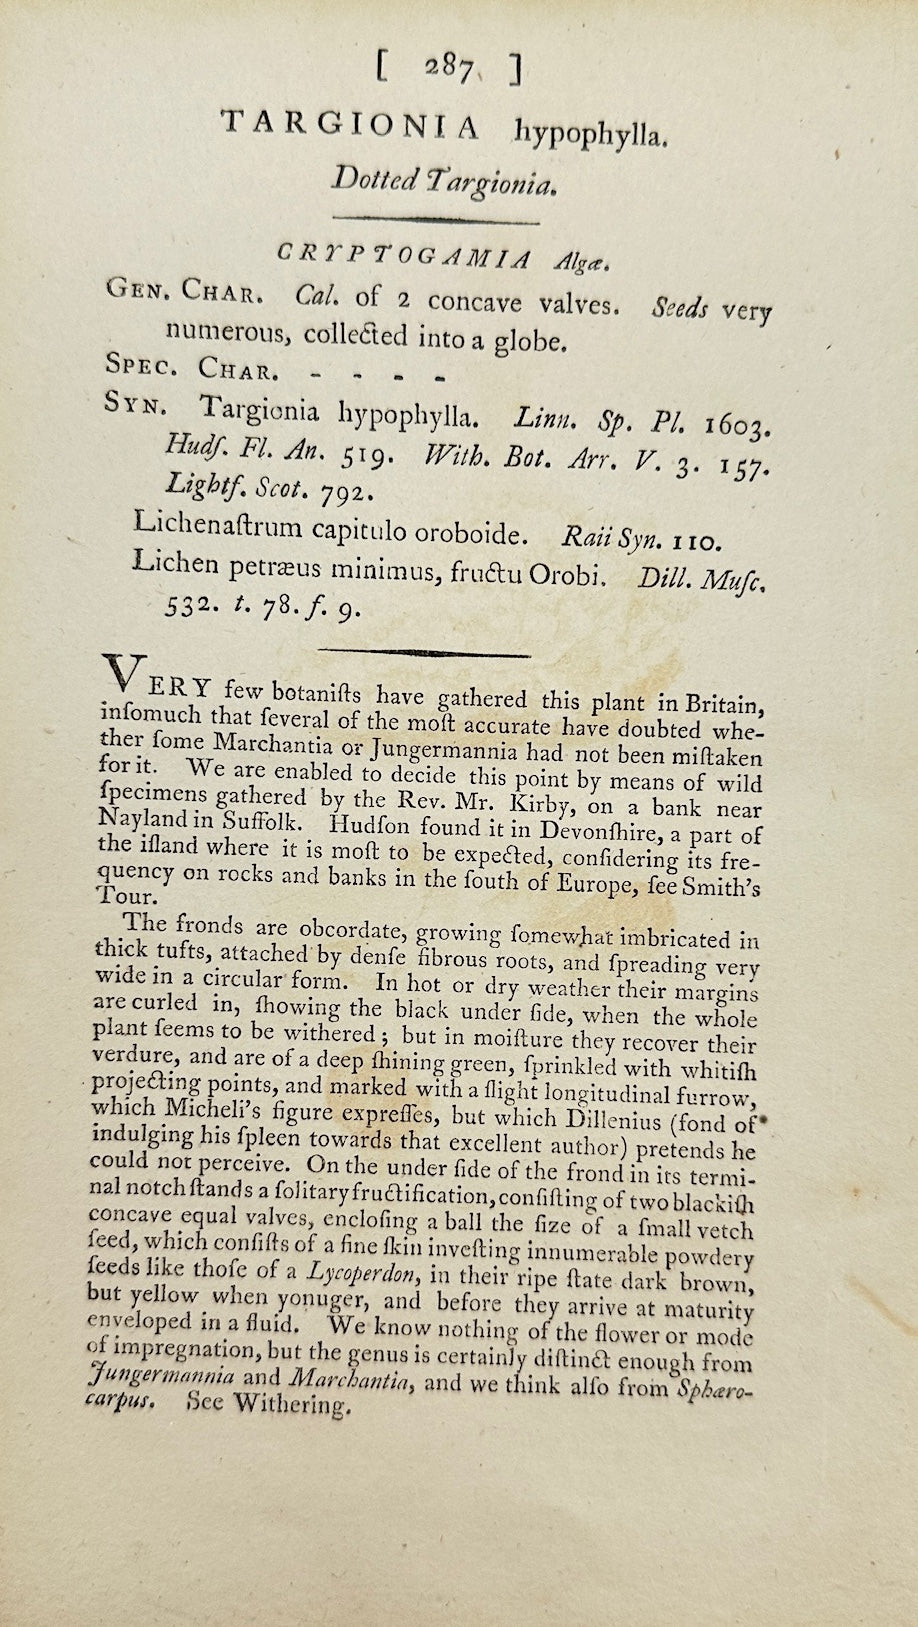 [ 287 ]
TARGIONIA hypophylla.
Dotted Targionia.
CRYPTOGAMIA Algæ.
GEN. CHAR. Cal. of 2 concave valves. Seeds very
numerous, collected into a globe.
SPEC. CHAR. - - - -
SYN. Targionia hypophylla. Linn. Sp. Pl. 1603.
Hudſ. Fl. An. 519. With. Bot. Arr. V. 3. 157.
Lightf. Scot. 792.
Lichenaſtrum capitulo oroboide. Raii Syn. 110.
Lichen petræus minimus, fructu Orobi. Dill. Muſc.
532. t. 78. f. 9.
VERY few botaniſts have gathered this plant in Britain,
inſomuch that ſeveral of the moſt accurate have doubted whe-
ther ſome Marchantia or Jungermannia had not been miſtaken
for it. We are enabled to decide this point by means of wild
ſpecimens gathered by the Rev. Mr. Kirby, on a bank near
Nayland in Suffolk. Hudſon found it in Devonſhire, a part of
the iſland where it is moſt to be expected, conſidering its fre-
quency on rocks and banks in the ſouth of Europe, ſee Smith's
Tour.
The fronds are obcordate, growing ſomewhat imbricated in
thick tufts, attached by denſe fibrous roots, and ſpreading very
wide in a circular form. In hot or dry weather their margins
are curled in, ſhowing the black under ſide, when the whole
plant ſeems to be withered; but in moiſture they recover their
verdure, and are of a deep ſhining green, ſprinkled with whitiſh
projecting points, and marked with a ſlight longitudinal furrow,
which Micheli's figure expreſſes, but which Dillenius (fond of
indulging his ſpleen towards that excellent author) pretends he
could not perceive. On the under ſide of the frond in its termi-
nal notch ſtands a ſolitary fructification, conſiſting of two blackiſh
concave equal valves, encloſing a ball the ſize of a ſmall vetch
ſeed, which conſiſts of a fine ſkin inveſting innumerable powdery
ſeeds like thoſe of a Lycoperdon, in their ripe ſtate dark brown,
but yellow when yonuger, and before they arrive at maturity
enveloped in a fluid. We know nothing of the flower or mode
of impregnation, but the genus is certainly diſtinct enough from
Jungermannia and Marchantia, and we think alſo from Sphæro-
carpus. See Withering.